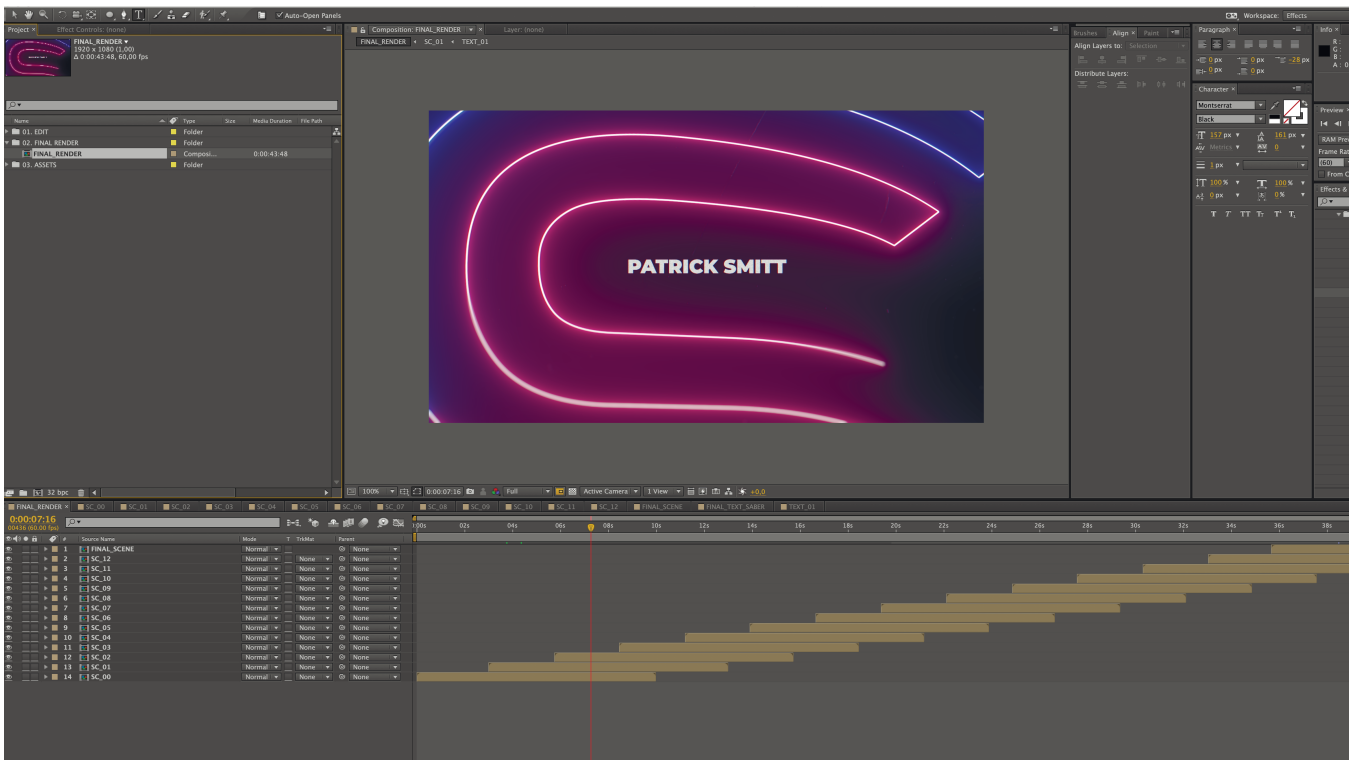 Auto-Open Panels
Workspace: Effects
Project ×
Effect Controls: (none)
FINAL_RENDER ▾
1920 x 1080 (1,00)
Δ 0:00:43:48, 60,00 fps
Name Type Size Media Duration File Path
01. EDIT Folder
02. FINAL RENDER Folder
FINAL_RENDER Composi... 0:00:43:48
03. ASSETS Folder
32 bpc
Composition: FINAL_RENDER
Layer: (none)
FINAL_RENDER SC_01 TEXT_01
PATRICK SMITT
100% 0:00:07:16 Full Active Camera 1 View +0,0
Brushes Align × Paint
Align Layers to: Selection
Distribute Layers:
Paragraph ×
0 px 0 px -28 px
0 px 0 px
Character ×
Montserrat
Black
157 px 161 px
Metrics 0
1 px
100 % 100 %
0 px 0 %
T T TT Tt T' T,
Info ×
R :
G :
B :
A : 0
Preview ×
RAM Pre
Frame Rat
(60)
From C
Effects &
FINAL_RENDER × SC_00 SC_01 SC_02 SC_03 SC_04 SC_05 SC_06 SC_07 SC_08 SC_09 SC_10 SC_11 SC_12 FINAL_SCENE FINAL_TEXT_SABER TEXT_01
0:00:07:16
00436 (60.00 fps)
# Source Name Mode T TrkMat Parent
:00s 02s 04s 06s 08s 10s 12s 14s 16s 18s 20s 22s 24s 26s 28s 30s 32s 34s 36s 38s
1 FINAL_SCENE Normal None
2 SC_12 Normal None None
3 SC_11 Normal None None
4 SC_10 Normal None None
5 SC_09 Normal None None
6 SC_08 Normal None None
7 SC_07 Normal None None
8 SC_06 Normal None None
9 SC_05 Normal None None
10 SC_04 Normal None None
11 SC_03 Normal None None
12 SC_02 Normal None None
13 SC_01 Normal None None
14 SC_00 Normal None None